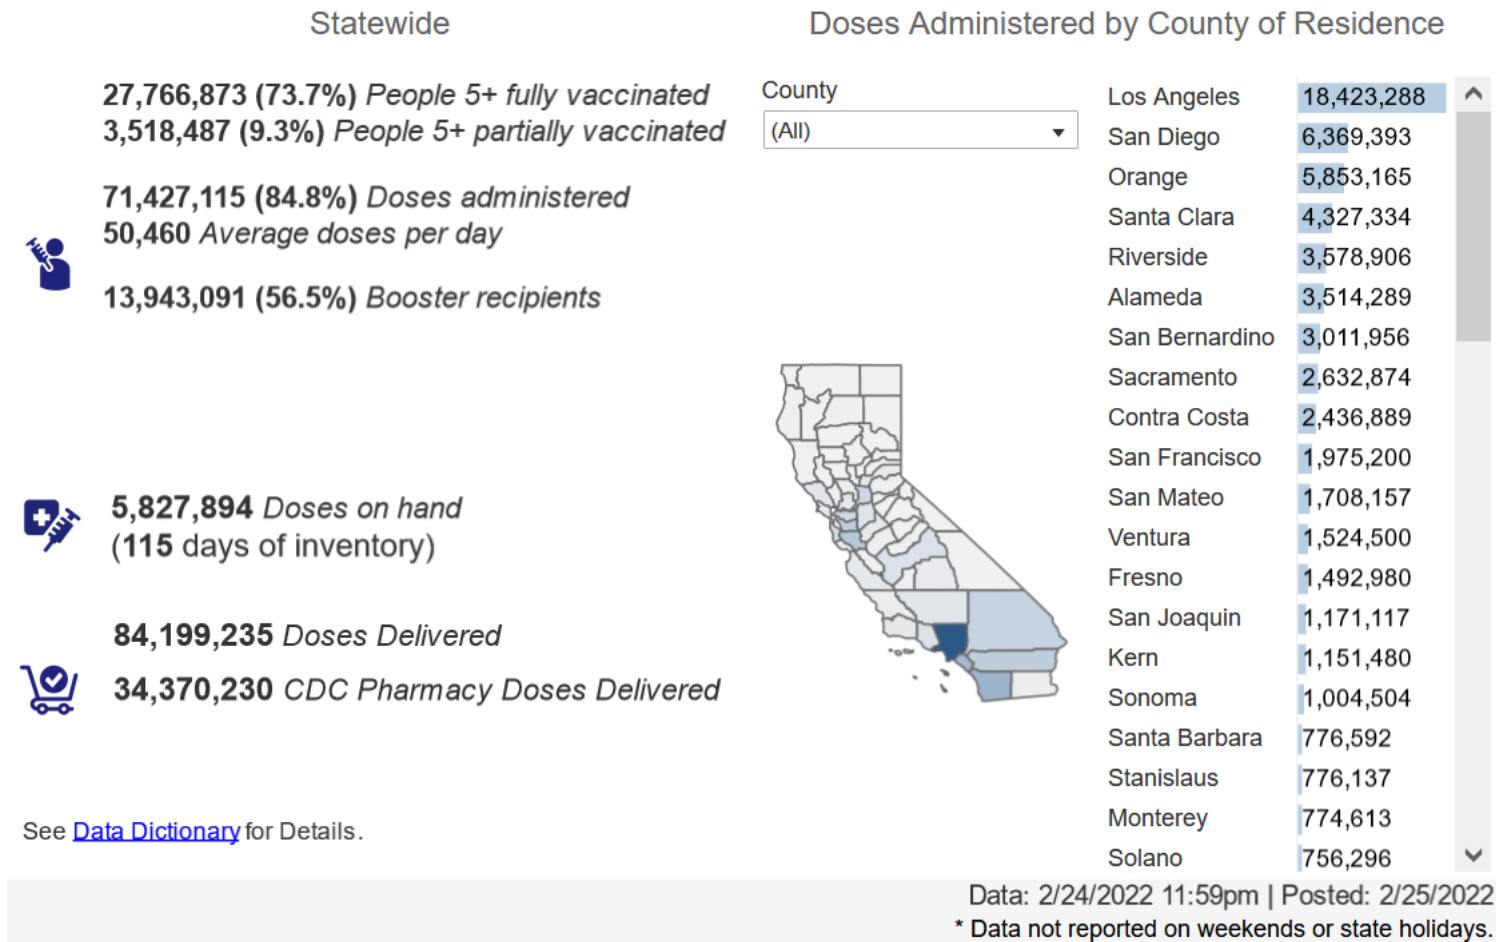 Statewide
27,766,873 (73.7%) People 5+ fully vaccinated
3,518,487 (9.3%) People 5+ partially vaccinated
71,427,115 (84.8%) Doses administered
50,460 Average doses per day
13,943,091 (56.5%) Booster recipients
5,827,894 Doses on hand
(115 days of inventory)
84,199,235 Doses Delivered
34,370,230 CDC Pharmacy Doses Delivered
See Data Dictionary for Details.
Doses Administered by County of Residence
County
(All)
Los Angeles 18,423,288
San Diego 6,369,393
Orange 5,853,165
Santa Clara 4,327,334
Riverside 3,578,906
Alameda 3,514,289
San Bernardino 3,011,956
Sacramento 2,632,874
Contra Costa 2,436,889
San Francisco 1,975,200
San Mateo 1,708,157
Ventura 1,524,500
Fresno 1,492,980
San Joaquin 1,171,117
Kern 1,151,480
Sonoma 1,004,504
Santa Barbara 776,592
Stanislaus 776,137
Monterey 774,613
Solano 756,296
Data: 2/24/2022 11:59pm | Posted: 2/25/2022
* Data not reported on weekends or state holidays.